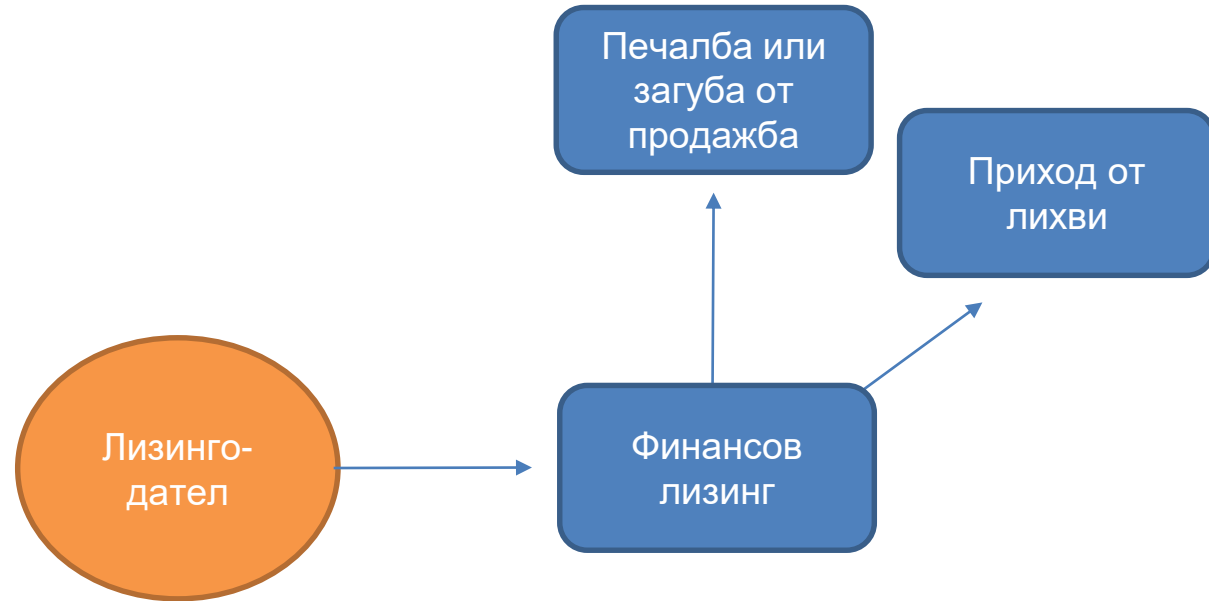 Печалба или
загуба от
продажба
Приход от
лихви
Лизинго-
дател
Финансов
лизинг